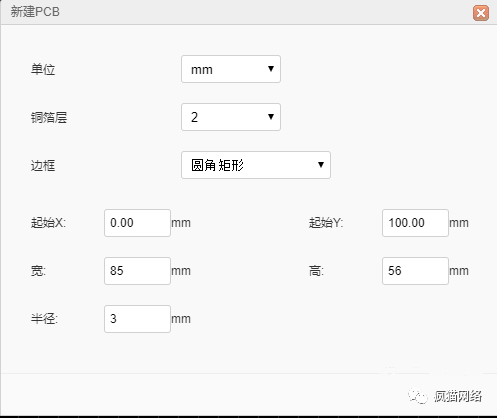 新建PCB
单位 mm
铜箔层 2
边框 圆角矩形
起始X: 0.00 mm 起始Y: 100.00 mm
宽: 85 mm 高: 56 mm
半径: 3 mm
疯猫网络